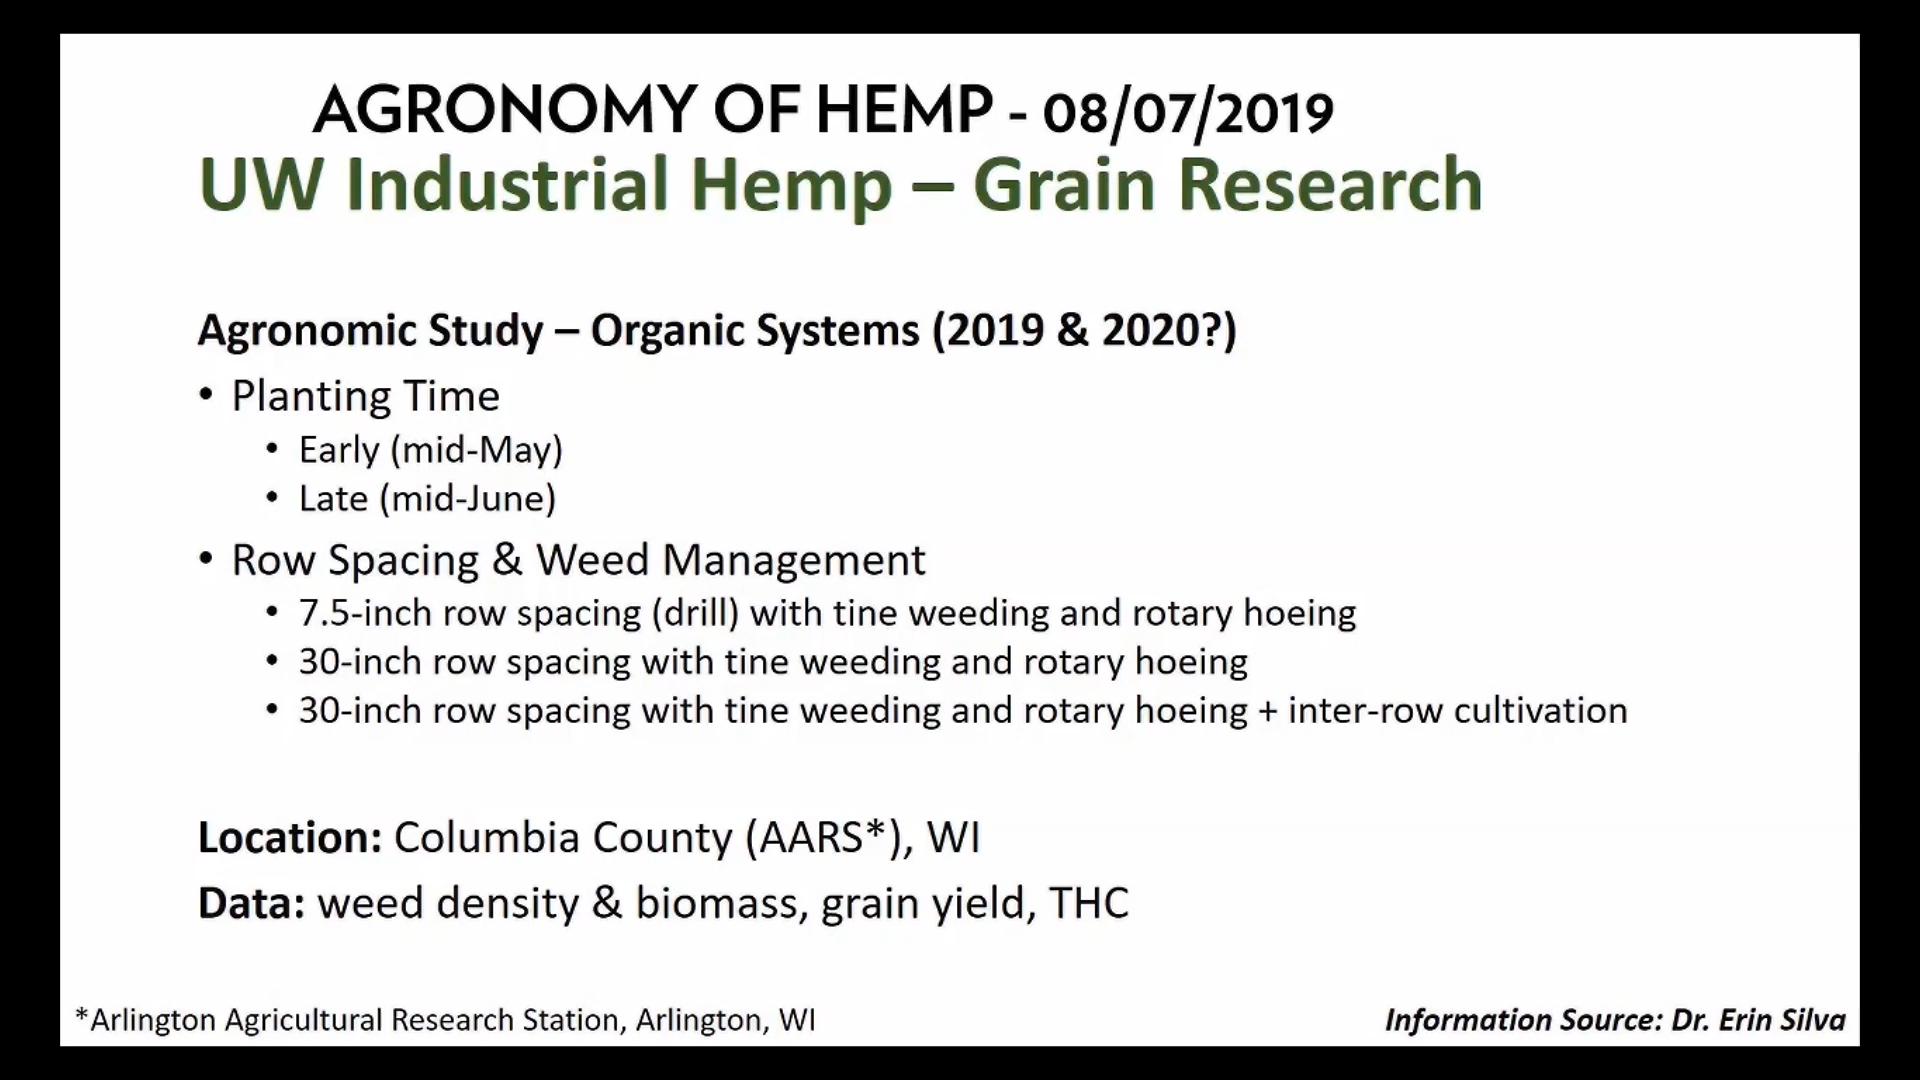 AGRONOMY OF HEMP - 08/07/2019
UW Industrial Hemp – Grain Research
Agronomic Study – Organic Systems (2019 & 2020?)
• Planting Time
• Early (mid-May)
• Late (mid-June)
• Row Spacing & Weed Management
• 7.5-inch row spacing (drill) with tine weeding and rotary hoeing
• 30-inch row spacing with tine weeding and rotary hoeing
• 30-inch row spacing with tine weeding and rotary hoeing + inter-row cultivation
Location: Columbia County (AARS*), WI
Data: weed density & biomass, grain yield, THC
*Arlington Agricultural Research Station, Arlington, WI
Information Source: Dr. Erin Silva